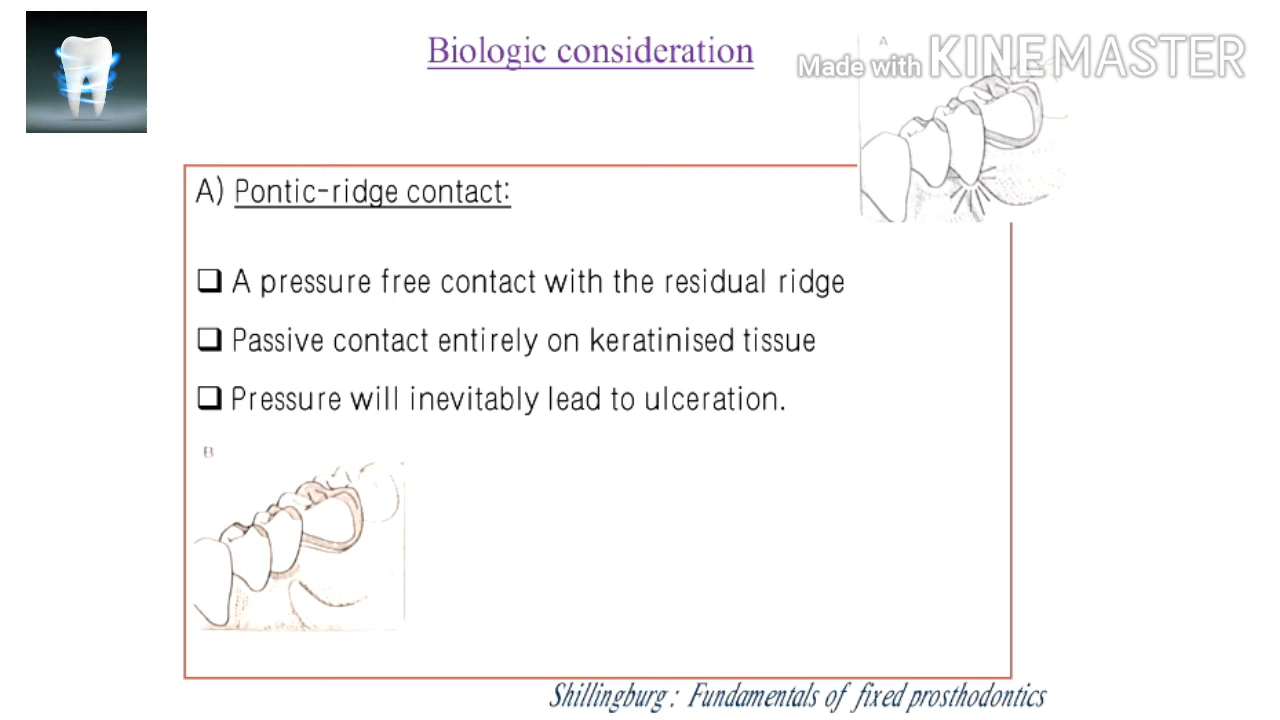 Biologic consideration
A
Made with KINEMASTER
A) Pontic-ridge contact:
❑ A pressure free contact with the residual ridge
❑ Passive contact entirely on keratinised tissue
❑ Pressure will inevitably lead to ulceration.
B
Shillingburg : Fundamentals of fixed prosthodontics